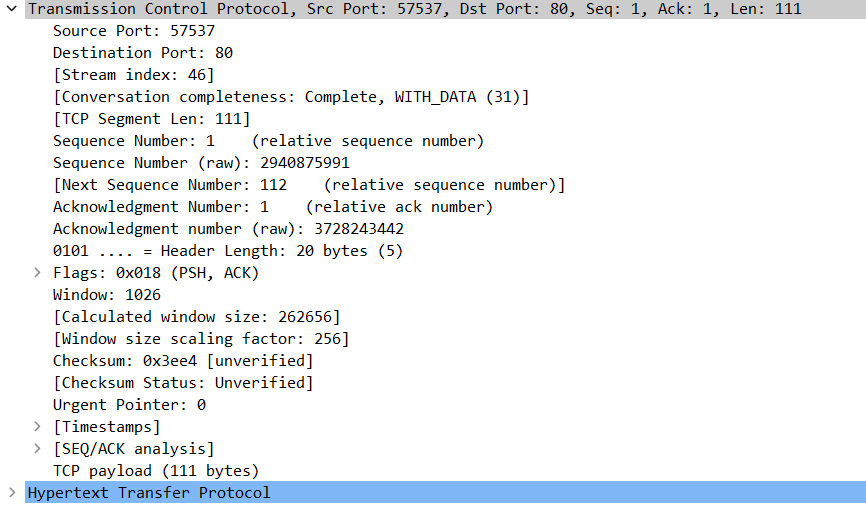 Transmission Control Protocol, Src Port: 57537, Dst Port: 80, Seq: 1, Ack: 1, Len: 111
Source Port: 57537
Destination Port: 80
[Stream index: 46]
[Conversation completeness: Complete, WITH_DATA (31)]
[TCP Segment Len: 111]
Sequence Number: 1    (relative sequence number)
Sequence Number (raw): 2940875991
[Next Sequence Number: 112    (relative sequence number)]
Acknowledgment Number: 1    (relative ack number)
Acknowledgment number (raw): 3728243442
0101 .... = Header Length: 20 bytes (5)
Flags: 0x018 (PSH, ACK)
Window: 1026
[Calculated window size: 262656]
[Window size scaling factor: 256]
Checksum: 0x3ee4 [unverified]
[Checksum Status: Unverified]
Urgent Pointer: 0
[Timestamps]
[SEQ/ACK analysis]
TCP payload (111 bytes)
Hypertext Transfer Protocol